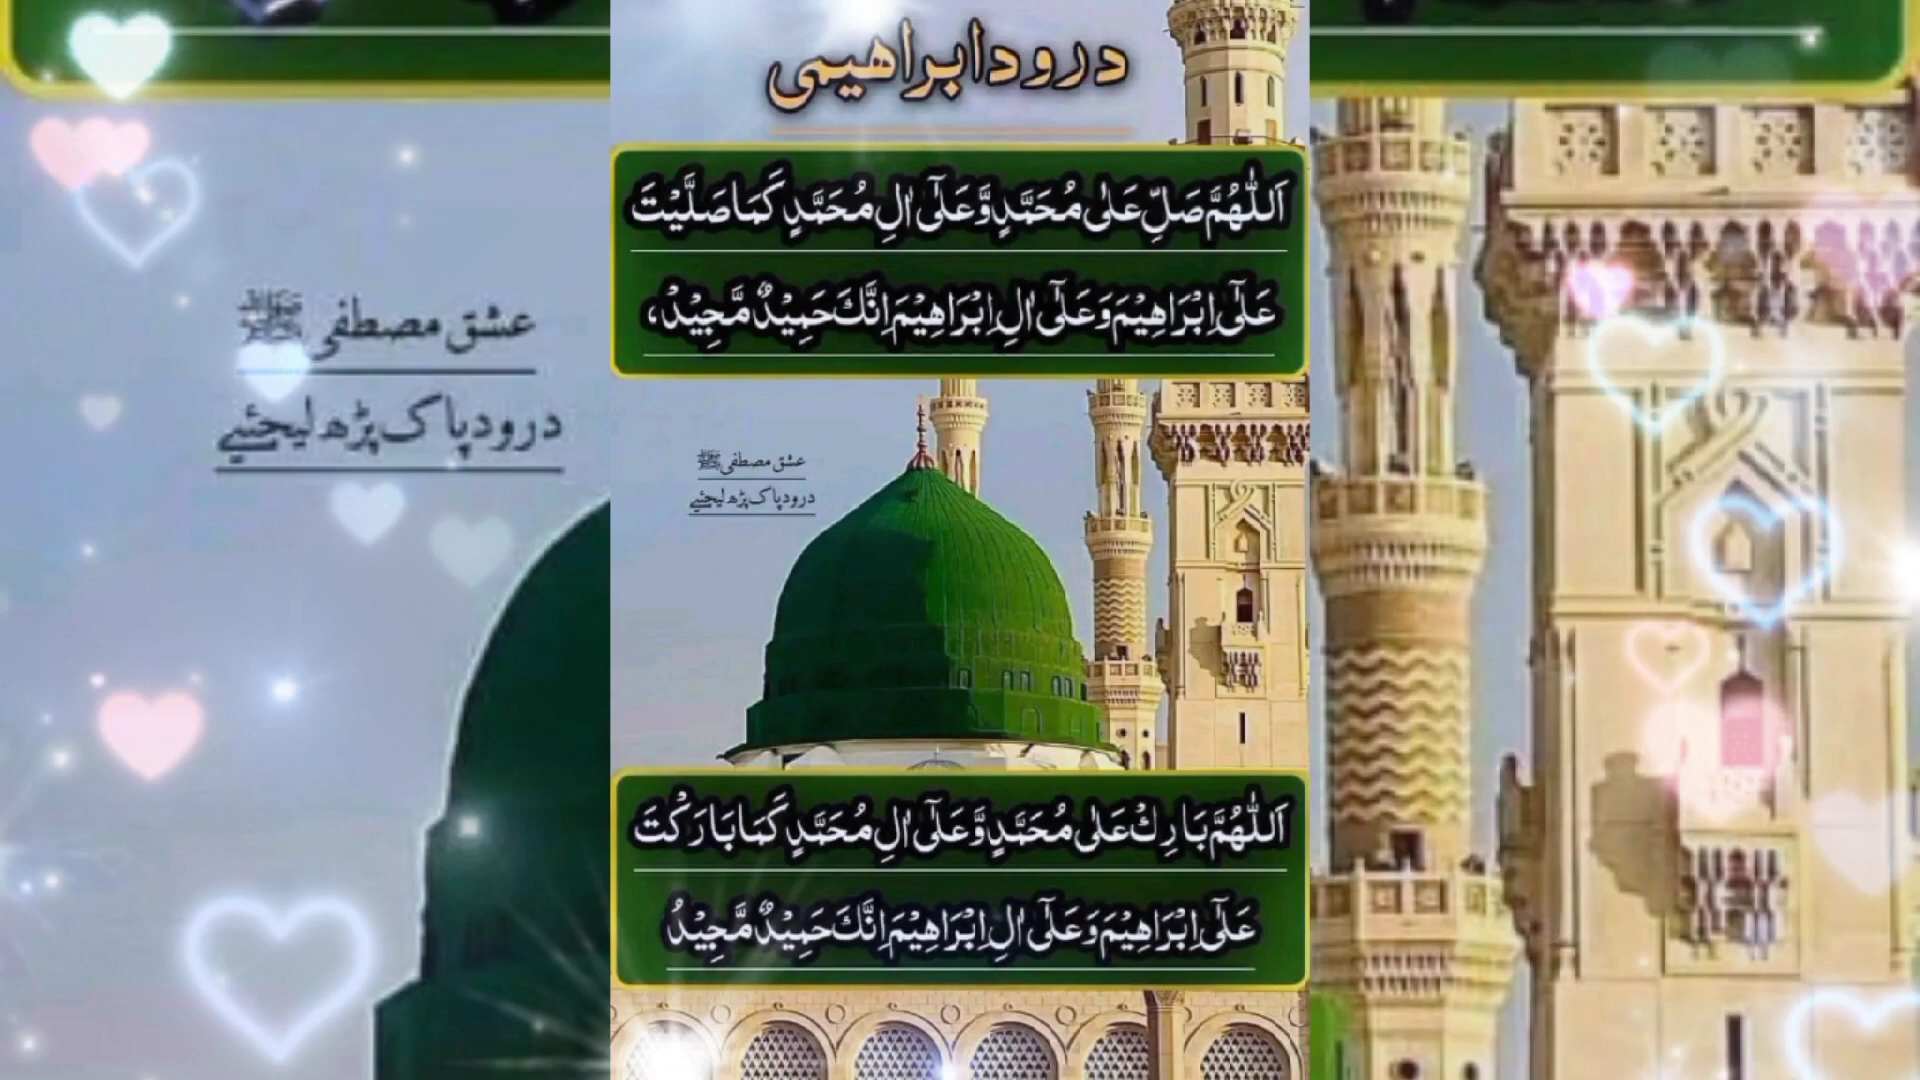 درود ابراھیمی
اَللّٰهُمَّ صَلِّ عَلٰی مُحَمَّدٍ وَّعَلٰٓی اٰلِ مُحَمَّدٍ كَمَا صَلَّيْتَ
عَلٰٓی اِبْرَاهِيْمَ وَعَلٰٓی اٰلِ اِبْرَاهِيْمَ اِنَّكَ حَمِيْدٌ مَّجِيْدْ،
عشق مصطفی ﷺ
درود پاک پڑھ لیجئیے
عشق مصطفی ﷺ
درود پاک پڑھ لیجئیے
اَللّٰهُمَّ بَارِكْ عَلٰی مُحَمَّدٍ وَّعَلٰٓی اٰلِ مُحَمَّدٍ كَمَا بَارَكْتَ
عَلٰٓی اِبْرَاهِيْمَ وَعَلٰٓی اٰلِ اِبْرَاهِيْمَ اِنَّكَ حَمِيْدٌ مَّجِيْدٌ